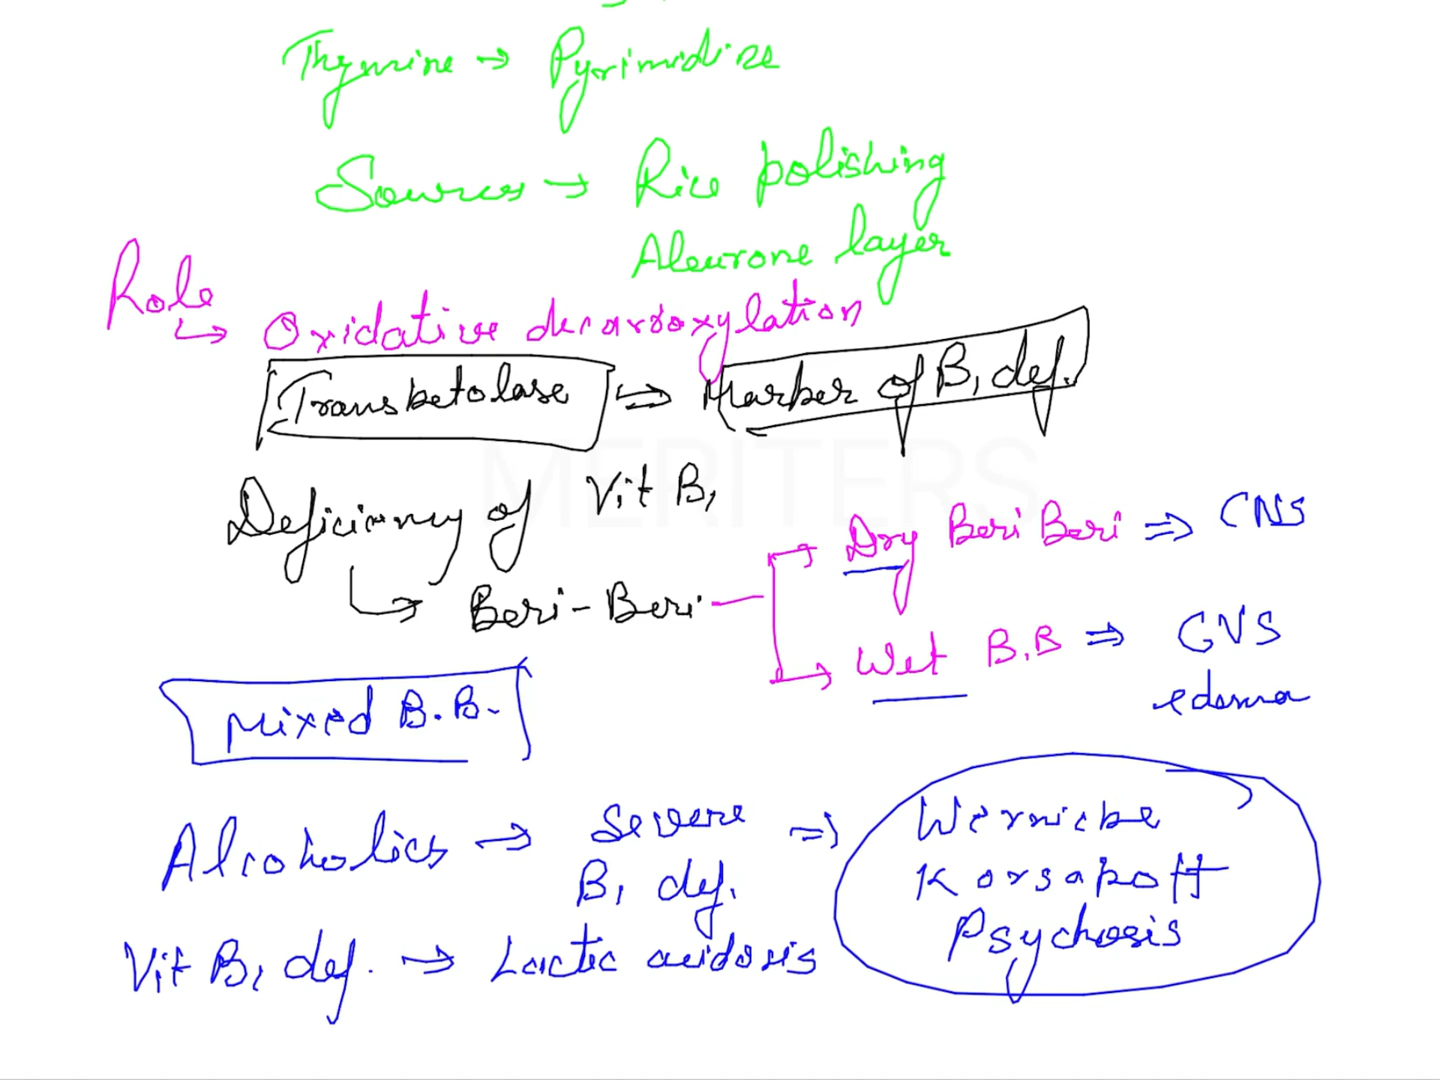 Thymine → Pyrimidine
Sources → Rice polishing
Aleurone layer
Role
↳ Oxidative decarboxylation
Transketolase ⇒ Marker of B₁ def.
MERITERS
Deficiency of Vit B₁
↳ Beri-Beri
→ Dry Beri Beri ⇒ CNS
→ Wet B.B ⇒ CVS
edema
Mixed B.B.
Alcoholics → Severe B₁ def. ⇒ Wernicke Korsakoff Psychosis
Vit B₁ def. → Lactic acidosis